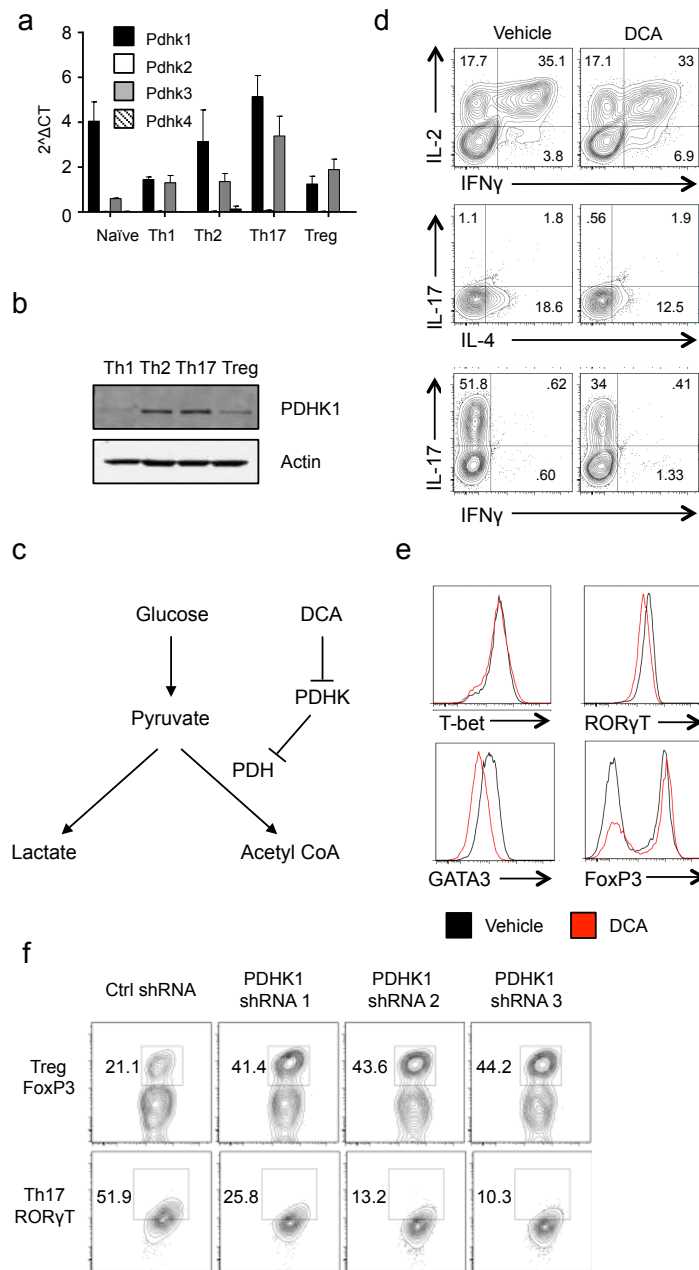 a
Pdhk1
Pdhk2
Pdhk3
Pdhk4
2^ΔCT
8
6
4
2
0
Naïve Th1 Th2 Th17 Treg
b
Th1 Th2 Th17 Treg
PDHK1
Actin
c
Glucose DCA
PDHK
Pyruvate
PDH
Lactate Acetyl CoA
d
Vehicle DCA
17.7 35.1 17.1 33
IL-2
3.8 6.9
IFNγ
1.1 1.8 .56 1.9
IL-17
18.6 12.5
IL-4
51.8 .62 34 .41
IL-17
.60 1.33
IFNγ
e
T-bet RORγT
GATA3 FoxP3
Vehicle DCA
f
Ctrl shRNA
PDHK1
shRNA 1
PDHK1
shRNA 2
PDHK1
shRNA 3
Treg
FoxP3
21.1 41.4 43.6 44.2
Th17
RORγT
51.9 25.8 13.2 10.3